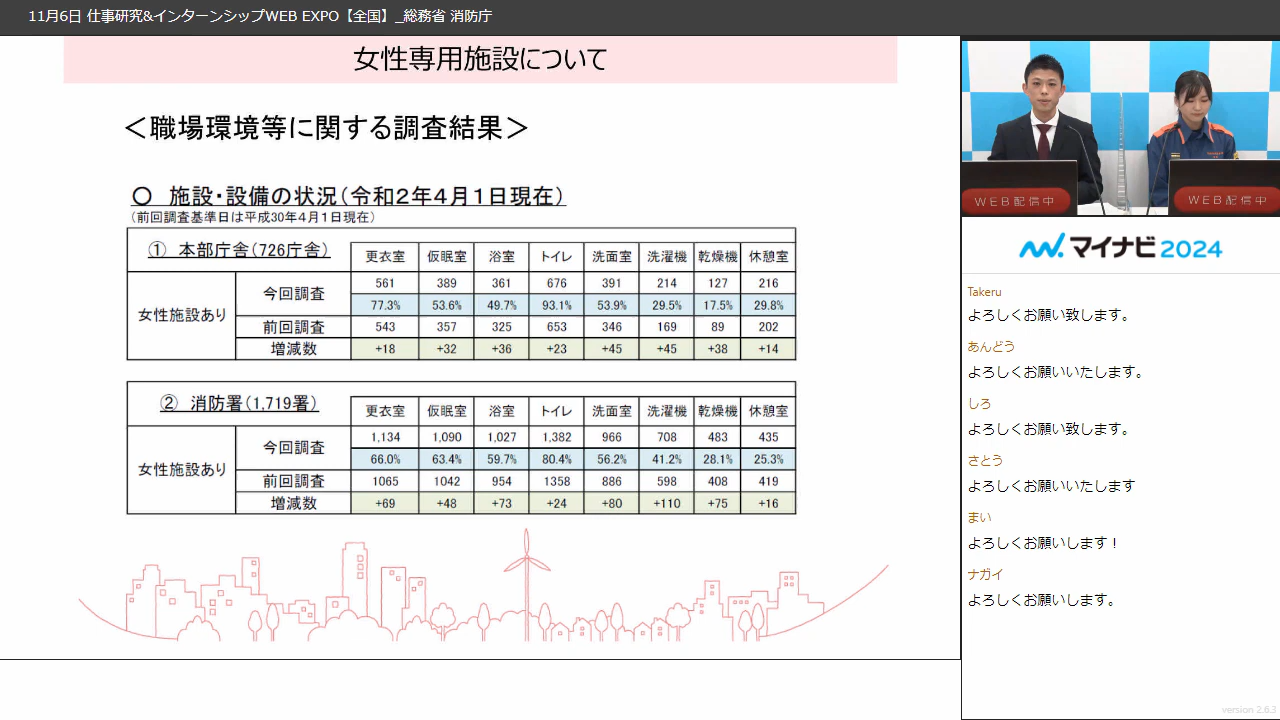 11月6日 仕事研究&インターンシップWEB EXPO【全国】_総務省 消防庁
女性専用施設について
＜職場環境等に関する調査結果＞
〇 施設・設備の状況（令和２年４月１日現在）
（前回調査基準日は平成30年４月１日現在）
① 本部庁舎（726庁舎） 更衣室 仮眠室 浴室 トイレ 洗面室 洗濯機 乾燥機 休憩室
女性施設あり 今回調査 561 389 361 676 391 214 127 216
77.3% 53.6% 49.7% 93.1% 53.9% 29.5% 17.5% 29.8%
前回調査 543 357 325 653 346 169 89 202
増減数 +18 +32 +36 +23 +45 +45 +38 +14
② 消防署（1,719署） 更衣室 仮眠室 浴室 トイレ 洗面室 洗濯機 乾燥機 休憩室
女性施設あり 今回調査 1,134 1,090 1,027 1,382 966 708 483 435
66.0% 63.4% 59.7% 80.4% 56.2% 41.2% 28.1% 25.3%
前回調査 1065 1042 954 1358 886 598 408 419
増減数 +69 +48 +73 +24 +80 +110 +75 +16
WEB配信中
WEB配信中
マイナビ2024
Takeru
よろしくお願い致します。
あんどう
よろしくお願いいたします。
しろ
よろしくお願い致します。
さとう
よろしくお願いいたします
まい
よろしくお願いします！
ナガイ
よろしくお願いします。
version 2.6.3